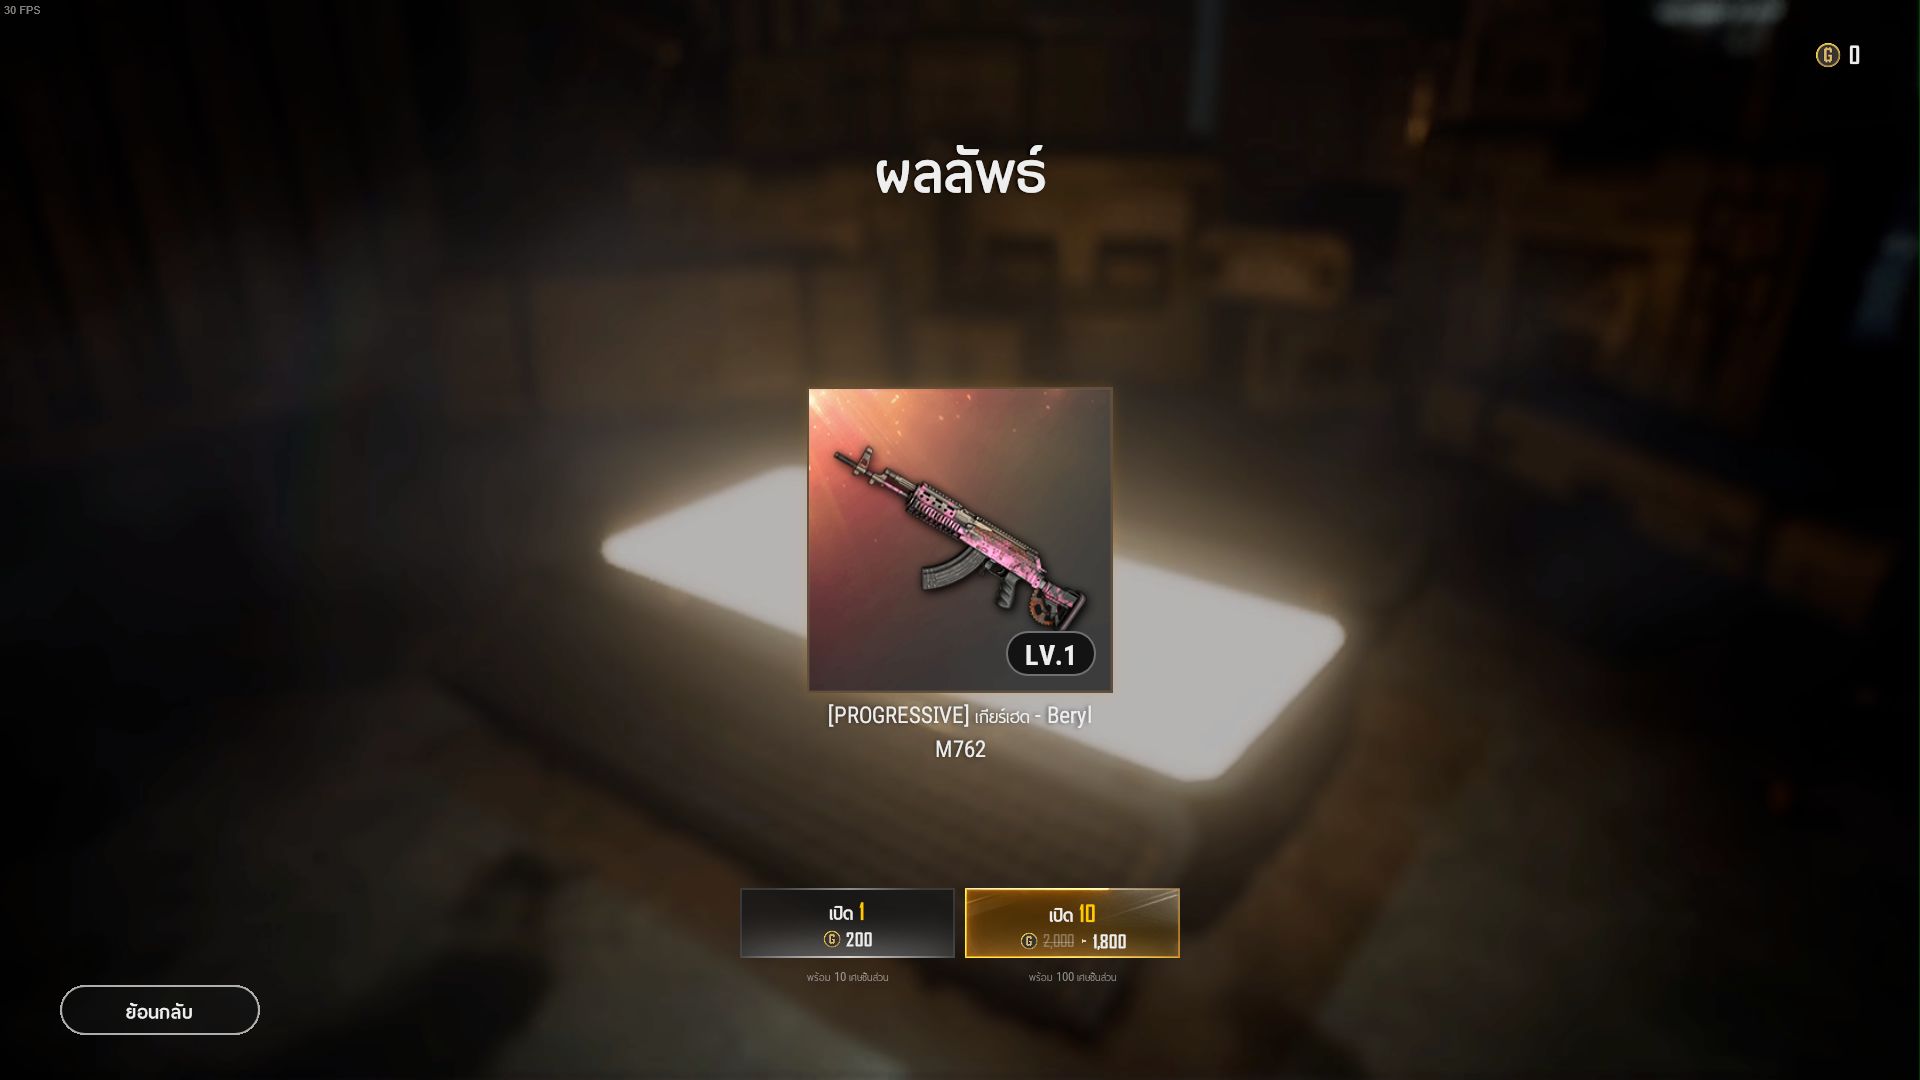 30 FPS
0
ผลลัพธ์
LV.1
[PROGRESSIVE] เกียร์เฮด - Beryl
M762
เปิด 1
200
เปิด 10
2,000 - 1,800
พร้อม 10 เศษชิ้นส่วน
พร้อม 100 เศษชิ้นส่วน
ย้อนกลับ